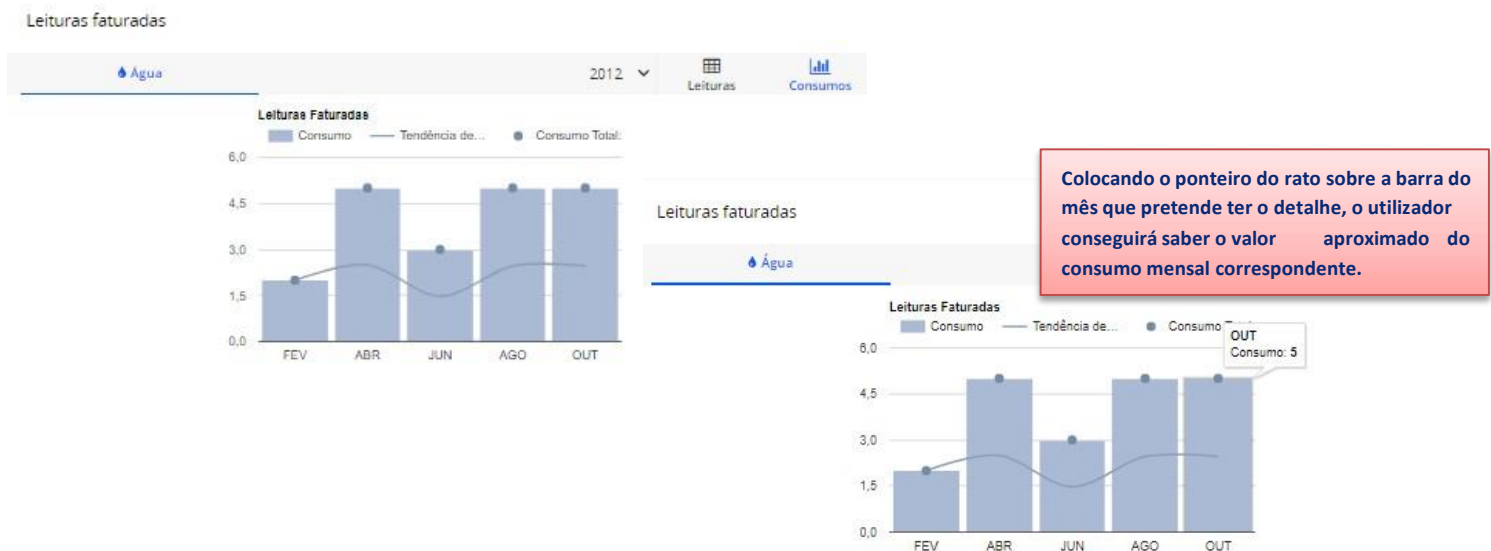 Leituras faturadas
Água
2012
Leituras
Consumos
Leituras Faturadas
Consumo
Tendência de...
Consumo Total:
6,0
4,5
3,0
1,5
0,0
FEV ABR JUN AGO OUT
Colocando o ponteiro do rato sobre a barra do
mês que pretende ter o detalhe, o utilizador
conseguirá saber o valor aproximado do
consumo mensal correspondente.
Leituras faturadas
Água
Leituras Faturadas
Consumo
Tendência de...
Consumo
OUT
Consumo: 5
6,0
4,5
3,0
1,5
0,0
FEV ABR JUN AGO OUT